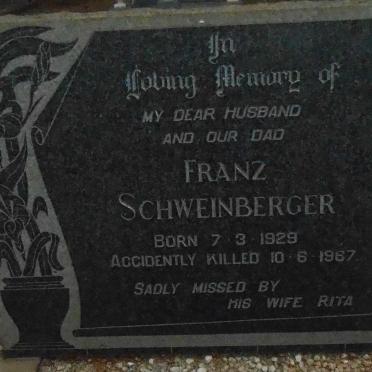 In
Loving Memory of
MY DEAR HUSBAND
AND OUR DAD
FRANZ
SCHWEINBERGER
BORN 7-3-1929
ACCIDENTLY KILLED 10-6-1967
SADLY MISSED BY
HIS WIFE RITA